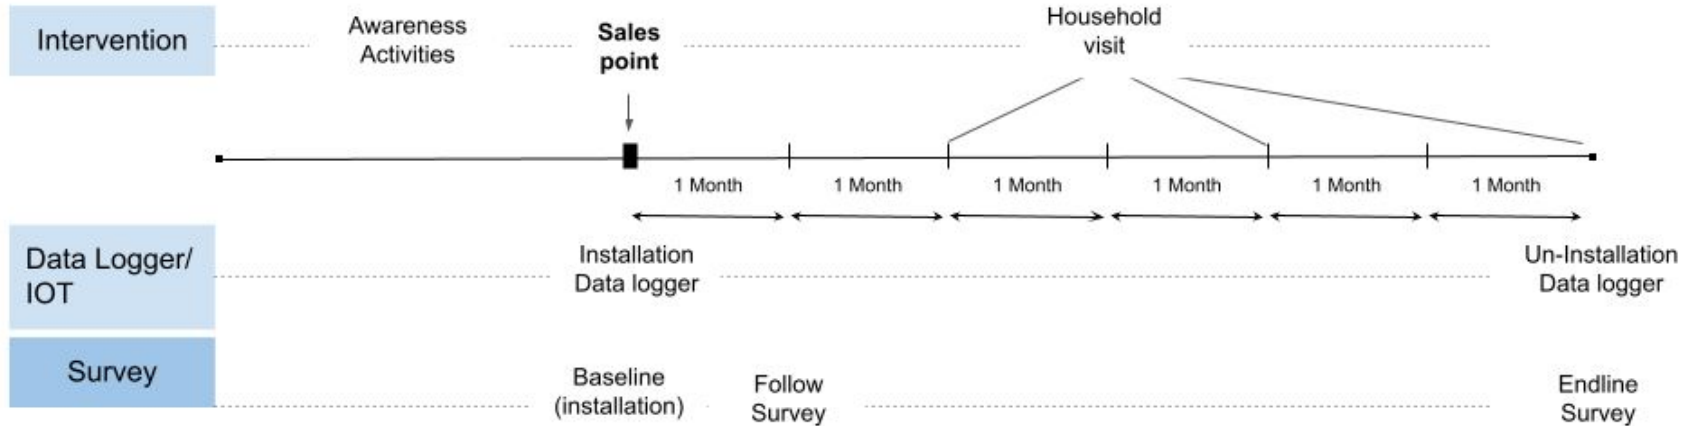 Intervention
Awareness
Activities
Sales
point
Household
visit
1 Month
1 Month
1 Month
1 Month
1 Month
1 Month
Data Logger/
IOT
Installation
Data logger
Un-Installation
Data logger
Survey
Baseline
(installation)
Follow
Survey
Endline
Survey